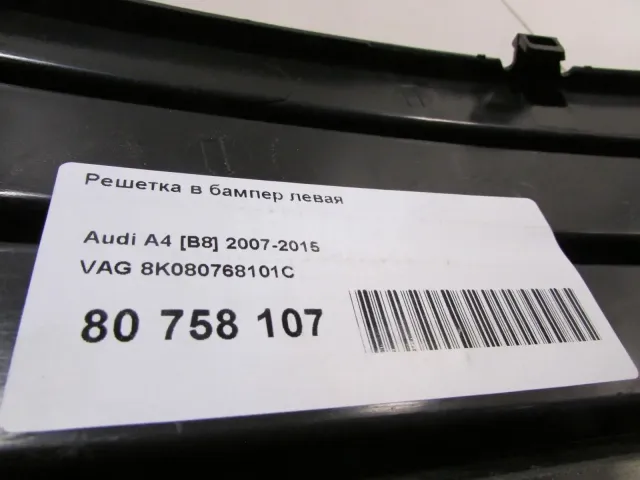 Решетка в бампер левая
Audi A4 [B8] 2007-2015
VAG 8K080768101C
80 758 107